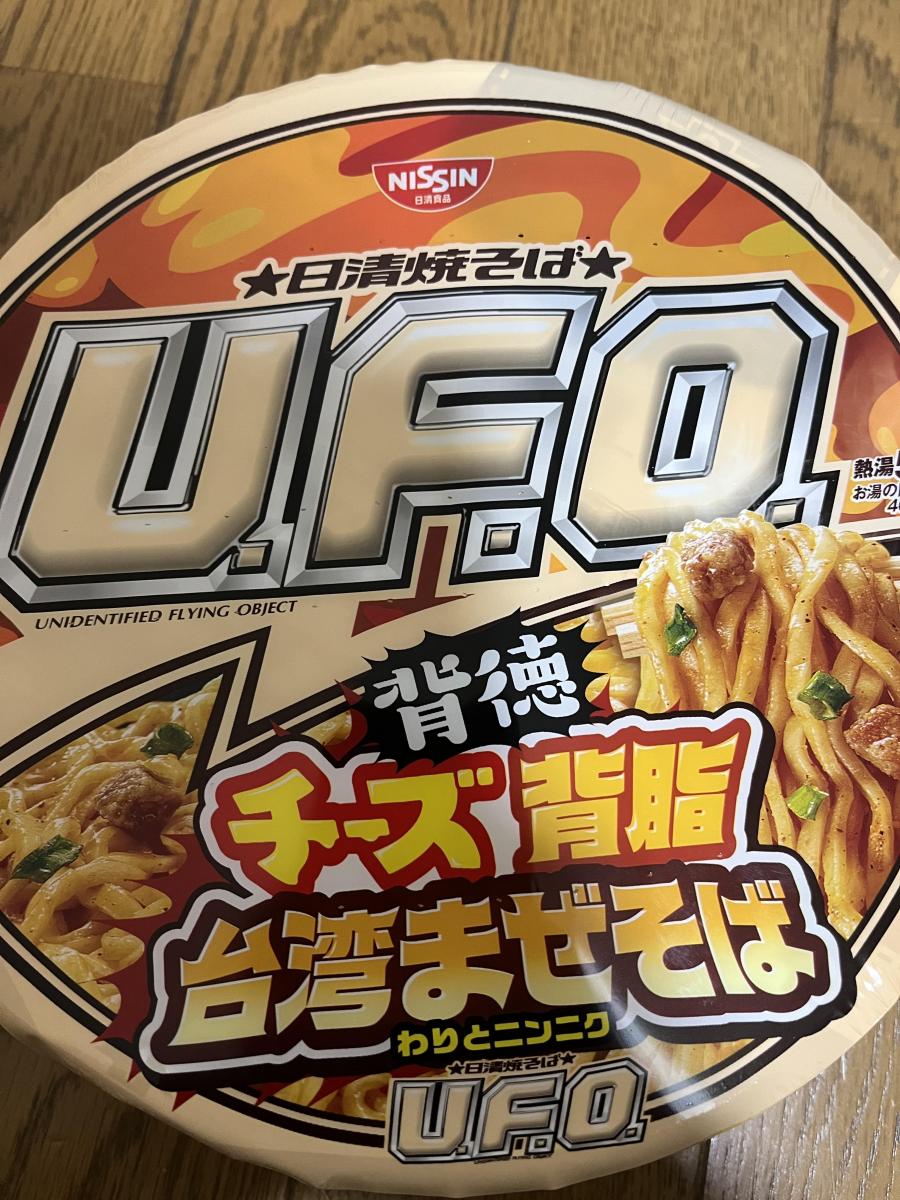 NISSIN
日清食品
★日清焼そば★
U.F.O.
UNIDENTIFIED FLYING OBJECT
熱湯
お湯の
背徳
チーズ背脂
台湾まぜそば
わりとニンニク
★日清焼そば★
U.F.O.